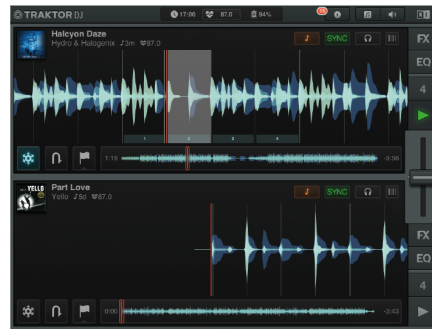 TRAKTOR DJ
17:06 87.0 94%
Halcyon Daze
Hydro & Halogenix ♪3m 87.0
SYNC
FX
EQ
4
1 2 3 4
1:19 -3:56
YELLO
Part Love
Yello ♪5d 87.0
SYNC
FX
EQ
4
0:00 -3:43